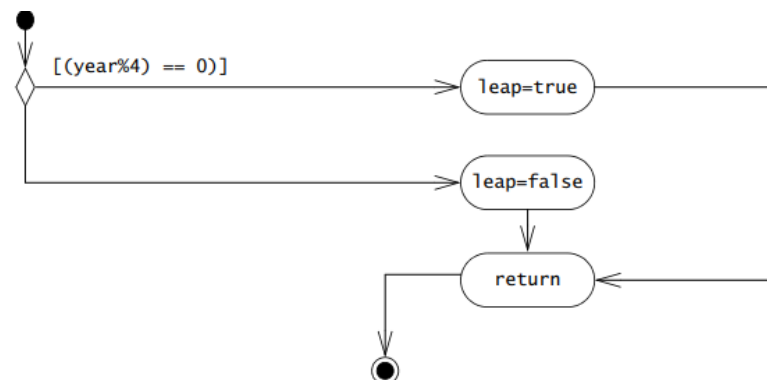 [(year%4) == 0)]
leap=true
leap=false
return